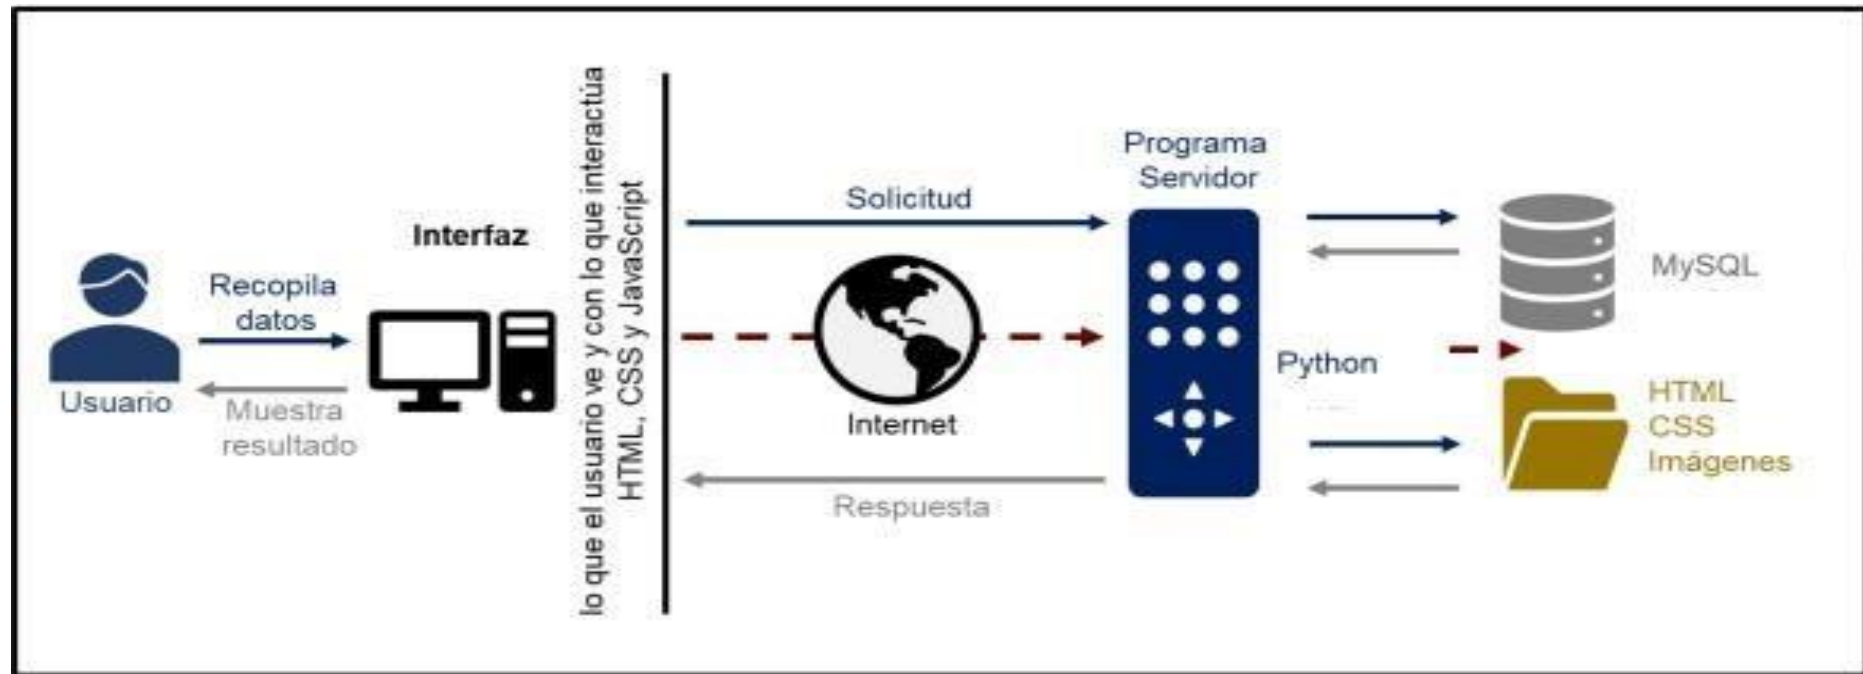 Usuario
Recopila
datos
Muestra
resultado
Interfaz
lo que el usuario ve y con lo que interactúa
HTML, CSS y JavaScript
Solicitud
Internet
Respuesta
Programa
Servidor
Python
MySQL
HTML
CSS
Imágenes